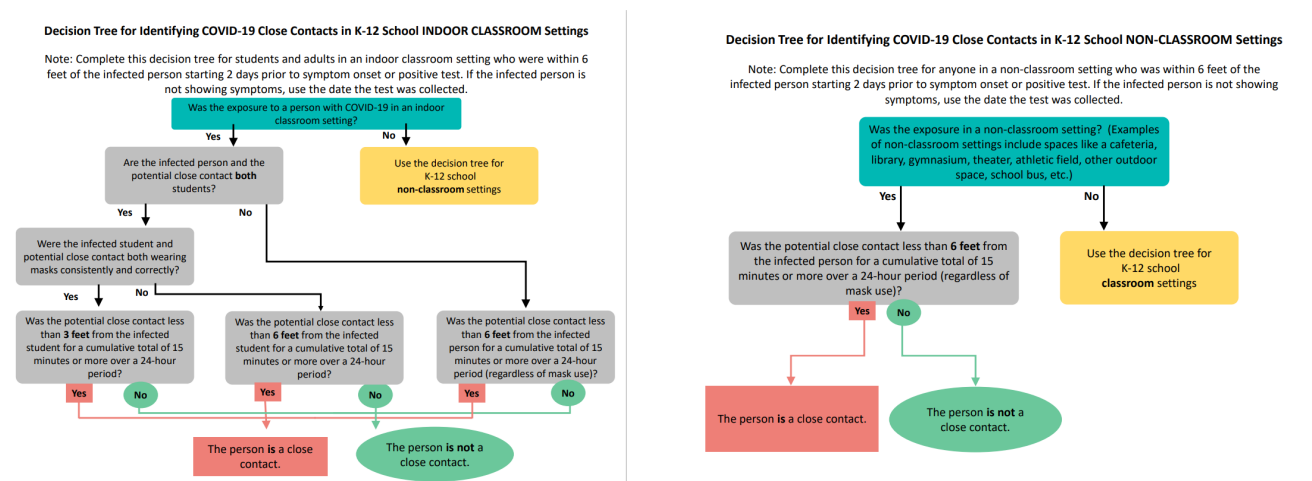 Decision Tree for Identifying COVID-19 Close Contacts in K-12 School INDOOR CLASSROOM Settings
Note: Complete this decision tree for students and adults in an indoor classroom setting who were within 6
feet of the infected person starting 2 days prior to symptom onset or positive test. If the infected person is
not showing symptoms, use the date the test was collected.
Was the exposure to a person with COVID-19 in an indoor
classroom setting?
Yes
No
Are the infected person and the
potential close contact both
students?
Use the decision tree for
K-12 school
non-classroom settings
Yes
No
Were the infected student and
potential close contact both wearing
masks consistently and correctly?
Yes
No
Was the potential close contact less
than 3 feet from the infected
student for a cumulative total of 15
minutes or more over a 24-hour
period?
Was the potential close contact less
than 6 feet from the infected
student for a cumulative total of 15
minutes or more over a 24-hour
period?
Was the potential close contact less
than 6 feet from the infected
person for a cumulative total of 15
minutes or more over a 24-hour
period (regardless of mask use)?
Yes
No
Yes
No
Yes
No
The person is a close
contact.
The person is not a
close contact.
Decision Tree for Identifying COVID-19 Close Contacts in K-12 School NON-CLASSROOM Settings
Note: Complete this decision tree for anyone in a non-classroom setting who was within 6 feet of the
infected person starting 2 days prior to symptom onset or positive test. If the infected person is not showing
symptoms, use the date the test was collected.
Was the exposure in a non-classroom setting? (Examples
of non-classroom settings include spaces like a cafeteria,
library, gymnasium, theater, athletic field, other outdoor
space, school bus, etc.)
Yes
No
Was the potential close contact less than 6 feet from
the infected person for a cumulative total of 15
minutes or more over a 24-hour period (regardless of
mask use)?
Use the decision tree for
K-12 school
classroom settings
Yes
No
The person is a close contact.
The person is not a
close contact.